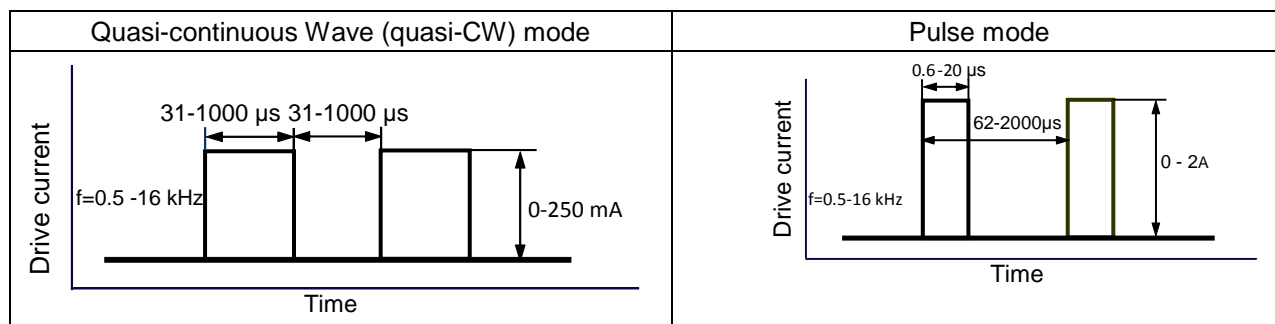 Quasi-continuous Wave (quasi-CW) mode
Drive current
31-1000 µs 31-1000 µs
f=0.5 -16 kHz
0-250 mA
Time
Pulse mode
Drive current
0.6-20 µs
62-2000µs
0 - 2A
f=0.5-16 kHz
Time